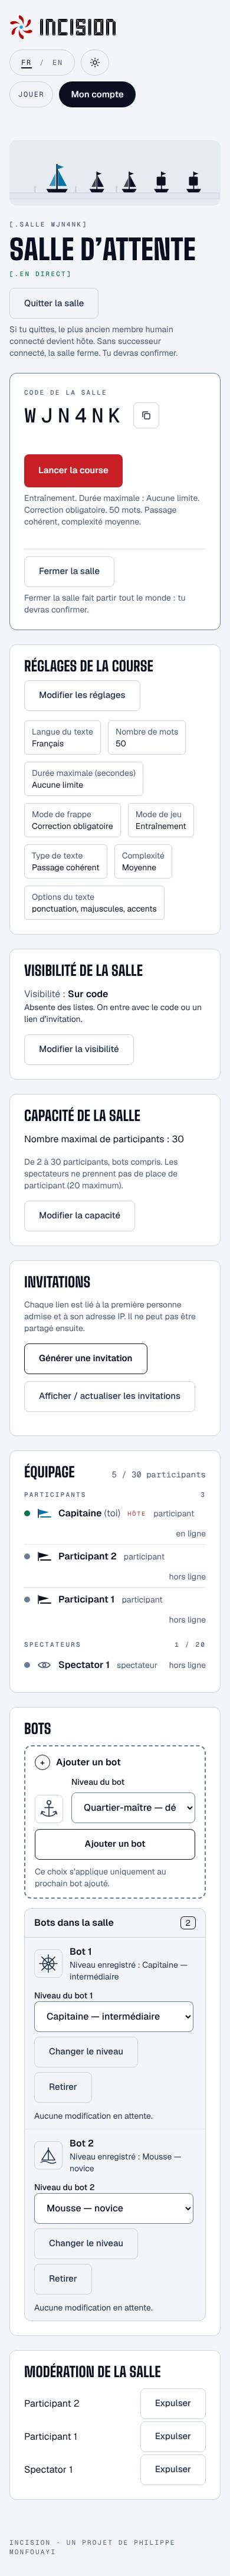 INCISION
FR / EN
JOUER
Mon compte
[.SALLE WJN4NK]
SALLE D'ATTENTE
[.EN DIRECT]
Quitter la salle
Si tu quittes, le plus ancien membre humain
connecté devient hôte. Sans successeur
connecté, la salle ferme. Tu devras confirmer.
CODE DE LA SALLE
WJN4NK
Lancer la course
Entraînement. Durée maximale : Aucune limite.
Correction obligatoire. 50 mots. Passage
cohérent, complexité moyenne.
Fermer la salle
Fermer la salle fait partir tout le monde : tu
devras confirmer.
RÉGLAGES DE LA COURSE
Modifier les réglages
Langue du texte
Français
Nombre de mots
50
Durée maximale (secondes)
Aucune limite
Mode de frappe
Correction obligatoire
Mode de jeu
Entraînement
Type de texte
Passage cohérent
Complexité
Moyenne
Options du texte
ponctuation, majuscules, accents
VISIBILITÉ DE LA SALLE
Visibilité : Sur code
Absente des listes. On entre avec le code ou un
lien d'invitation.
Modifier la visibilité
CAPACITÉ DE LA SALLE
Nombre maximal de participants : 30
De 2 à 30 participants, bots compris. Les
spectateurs ne prennent pas de place de
participant (20 maximum).
Modifier la capacité
INVITATIONS
Chaque lien est lié à la première personne
admise et à son adresse IP. Il ne peut pas être
partagé ensuite.
Générer une invitation
Afficher / actualiser les invitations
ÉQUIPAGE
5 / 30 participants
PARTICIPANTS 3
Capitaine (toi) HÔTE participant
en ligne
Participant 2 participant
hors ligne
Participant 1 participant
hors ligne
SPECTATEURS 1 / 20
Spectator 1 spectateur hors ligne
BOTS
+ Ajouter un bot
Niveau du bot
Quartier-maître — dé
Ajouter un bot
Ce choix s'applique uniquement au
prochain bot ajouté.
Bots dans la salle 2
Bot 1
Niveau enregistré : Capitaine —
intermédiaire
Niveau du bot 1
Capitaine — intermédiaire
Changer le niveau
Retirer
Aucune modification en attente.
Bot 2
Niveau enregistré : Mousse —
novice
Niveau du bot 2
Mousse — novice
Changer le niveau
Retirer
Aucune modification en attente.
MODÉRATION DE LA SALLE
Participant 2 Expulser
Participant 1 Expulser
Spectator 1 Expulser
INCISION · UN PROJET DE PHILIPPE
MONFOUAYI